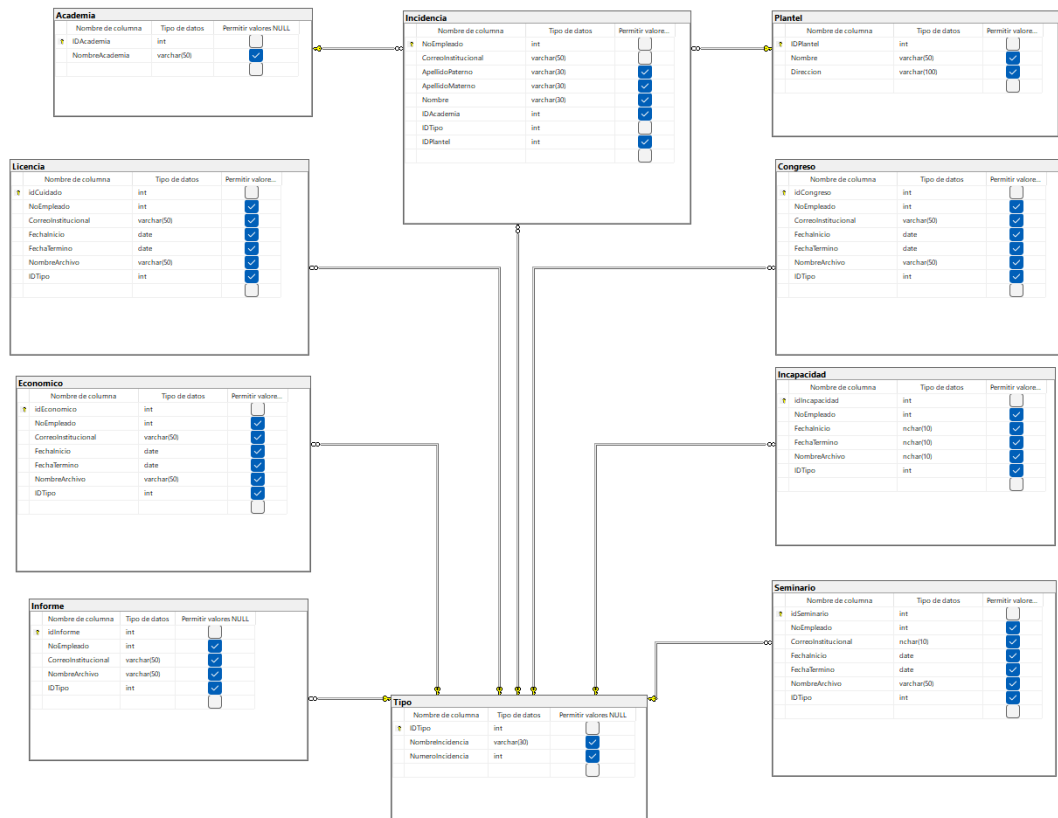 Academia
Nombre de columna Tipo de datos Permitir valores NULL
IDAcademia int
NombreAcademia varchar(50)
Incidencia
Nombre de columna Tipo de datos Permitir valore...
NoEmpleado int
CorreoInstitucional varchar(50)
ApellidoPaterno varchar(30)
ApellidoMaterno varchar(30)
Nombre varchar(30)
IDAcademia int
IDTipo int
IDPlantel int
Plantel
Nombre de columna Tipo de datos Permitir valore...
IDPlantel int
Nombre varchar(50)
Direccion varchar(100)
Licencia
Nombre de columna Tipo de datos Permitir valore...
idCuidado int
NoEmpleado int
CorreoInstitucional varchar(50)
FechaInicio date
FechaTermino date
NombreArchivo varchar(50)
IDTipo int
Congreso
Nombre de columna Tipo de datos Permitir valore...
idCongreso int
NoEmpleado int
CorreoInstitucional varchar(50)
FechaInicio date
FechaTermino date
NombreArchivo varchar(50)
IDTipo int
Economico
Nombre de columna Tipo de datos Permitir valore...
idEconomico int
NoEmpleado int
CorreoInstitucional varchar(50)
FechaInicio date
FechaTermino date
NombreArchivo varchar(50)
IDTipo int
Incapacidad
Nombre de columna Tipo de datos Permitir valore...
idIncapacidad int
NoEmpleado int
FechaInicio nchar(10)
FechaTermino nchar(10)
NombreArchivo nchar(10)
IDTipo int
Informe
Nombre de columna Tipo de datos Permitir valores NULL
idInforme int
NoEmpleado int
CorreoInstitucional varchar(50)
NombreArchivo varchar(50)
IDTipo int
Seminario
Nombre de columna Tipo de datos Permitir valore...
idSeminario int
NoEmpleado int
CorreoInstitucional nchar(10)
FechaInicio date
FechaTermino date
NombreArchivo varchar(50)
IDTipo int
Tipo
Nombre de columna Tipo de datos Permitir valores NULL
IDTipo int
NombreIncidencia varchar(30)
NumeroIncidencia int